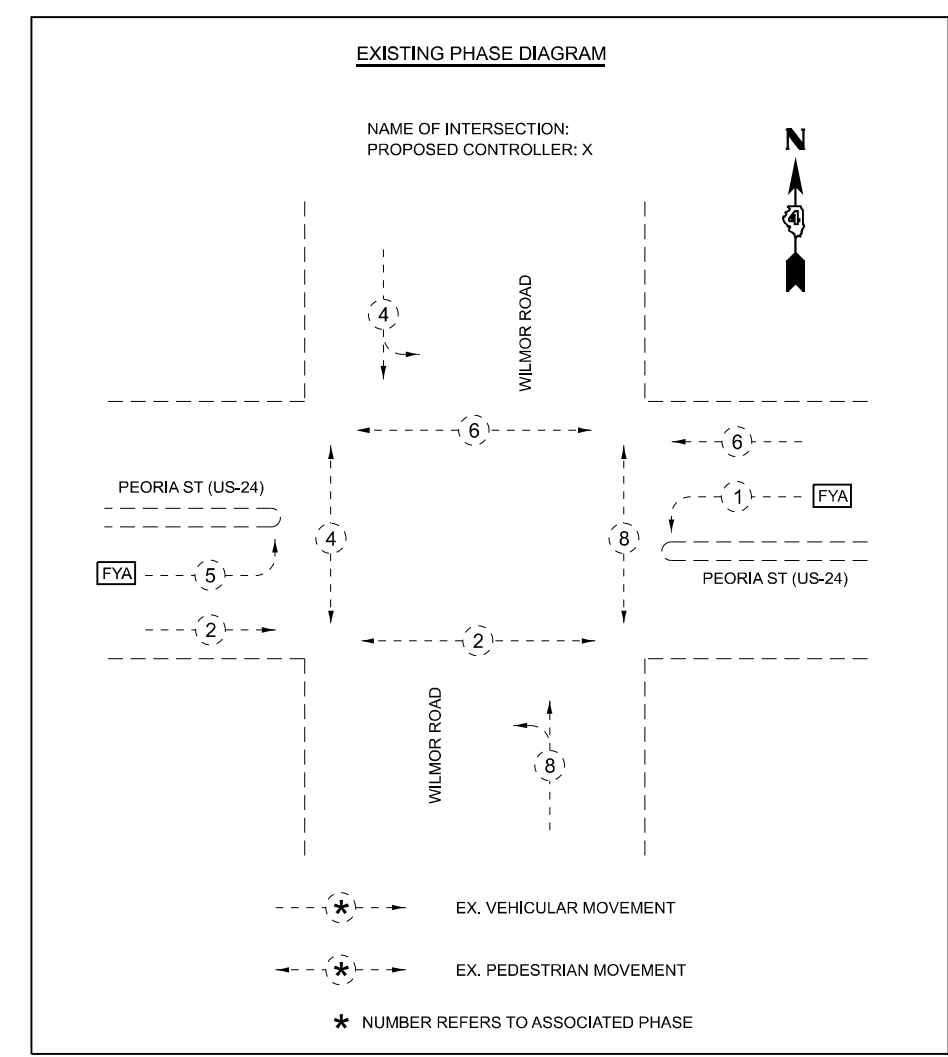 EXISTING PHASE DIAGRAM
NAME OF INTERSECTION:
PROPOSED CONTROLLER: X
N
4
4
WILMOR ROAD
6
6
PEORIA ST (US-24)
1
FYA
4
8
FYA
5
PEORIA ST (US-24)
2
2
WILMOR ROAD
8
* EX. VEHICULAR MOVEMENT
* EX. PEDESTRIAN MOVEMENT
* NUMBER REFERS TO ASSOCIATED PHASE